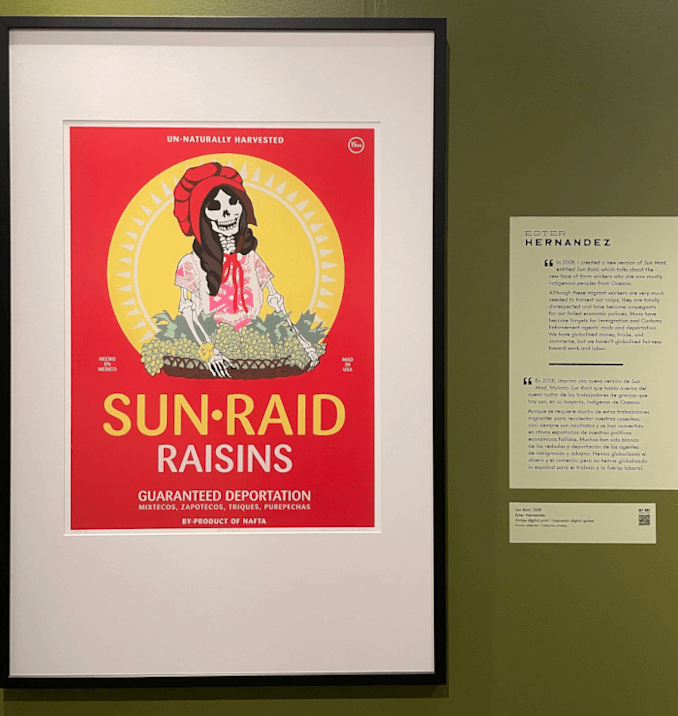 UN-NATURALLY HARVESTED
HECHO
EN
MEXICO
MAD
IN
USA
SUN•RAID
RAISINS
GUARANTEED DEPORTATION
MIXTECOS, ZAPOTECOS, TRIQUES, PUREPECHAS
BY-PRODUCT OF NAFTA
ESTER
HERNANDEZ
“ In 2008, I created a new version of Sun Mad,
entitled Sun Raid, which talks about the
new face of farm workers who are now mostly
Indigenous peoples from Oaxaca.
Although these migrant workers are very much
needed to harvest our crops, they are totally
disrespected and have become scapegoats
for our failed economic policies. Many have
become targets for Immigration and Customs
Enforcement agents' raids and deportation.
We have globalized money, trade, and
commerce, but we haven't globalized fairness
toward work and labor.
“ En 2008, imprimí una nueva versión de Sun
Mad, titulada Sun Raid que habla acerca del
nuevo rostro de los trabajadores de granjas que
hoy son, en su mayoría, indígenas de Oaxaca.
Aunque se requiere mucho de estos trabajadores
migrantes para recolectar nuestras cosechas,
casi siempre son insultados y se han convertido
en chivos expiatorios de nuestras políticas
económicas fallidas. Muchos han sido blanco
de las redadas y deportación de los agentes
de inmigración y aduana. Hemos globalizado el
dinero y el comercio pero no hemos globalizado
la equidad para el trabajo y la fuerza laboral.
Sun Raid, 2008
Ester Hernandez
digital print | Impresión digital